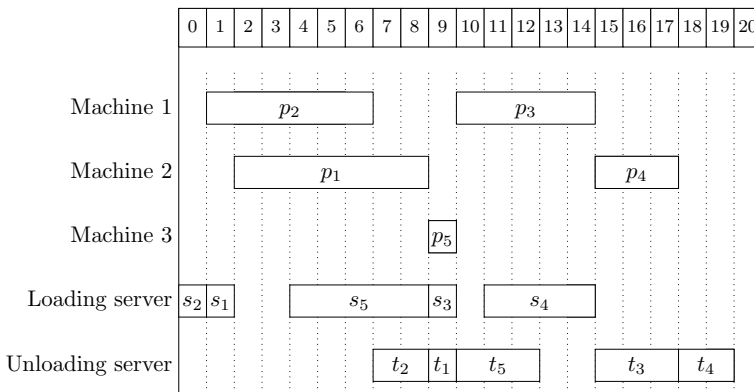 0 1 2 3 4 5 6 7 8 9 10 11 12 13 14 15 16 17 18 19 20
Machine 1 p₂ p₃
Machine 2 p₁ p₄
Machine 3 p₅
Loading server s₂ s₁ s₅ s₃ s₄
Unloading server t₂ t₁ t₅ t₃ t₄